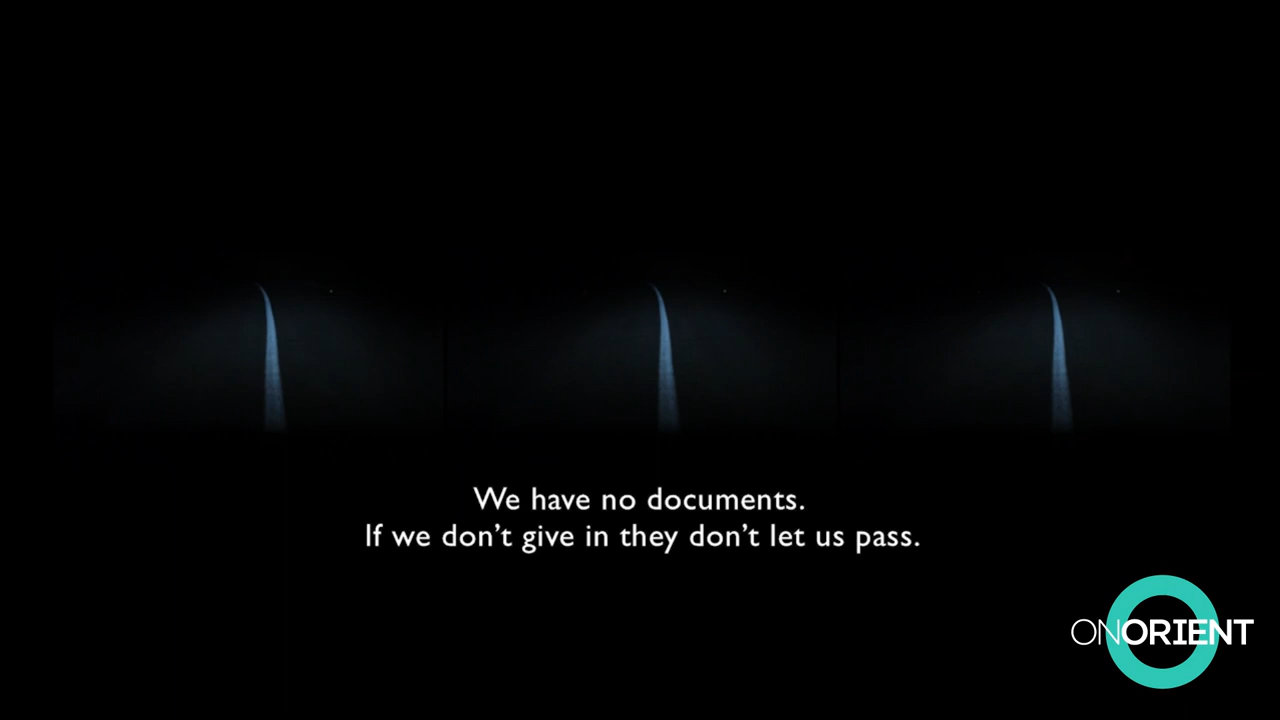 We have no documents.
If we don't give in they don't let us pass.
ONORIENT